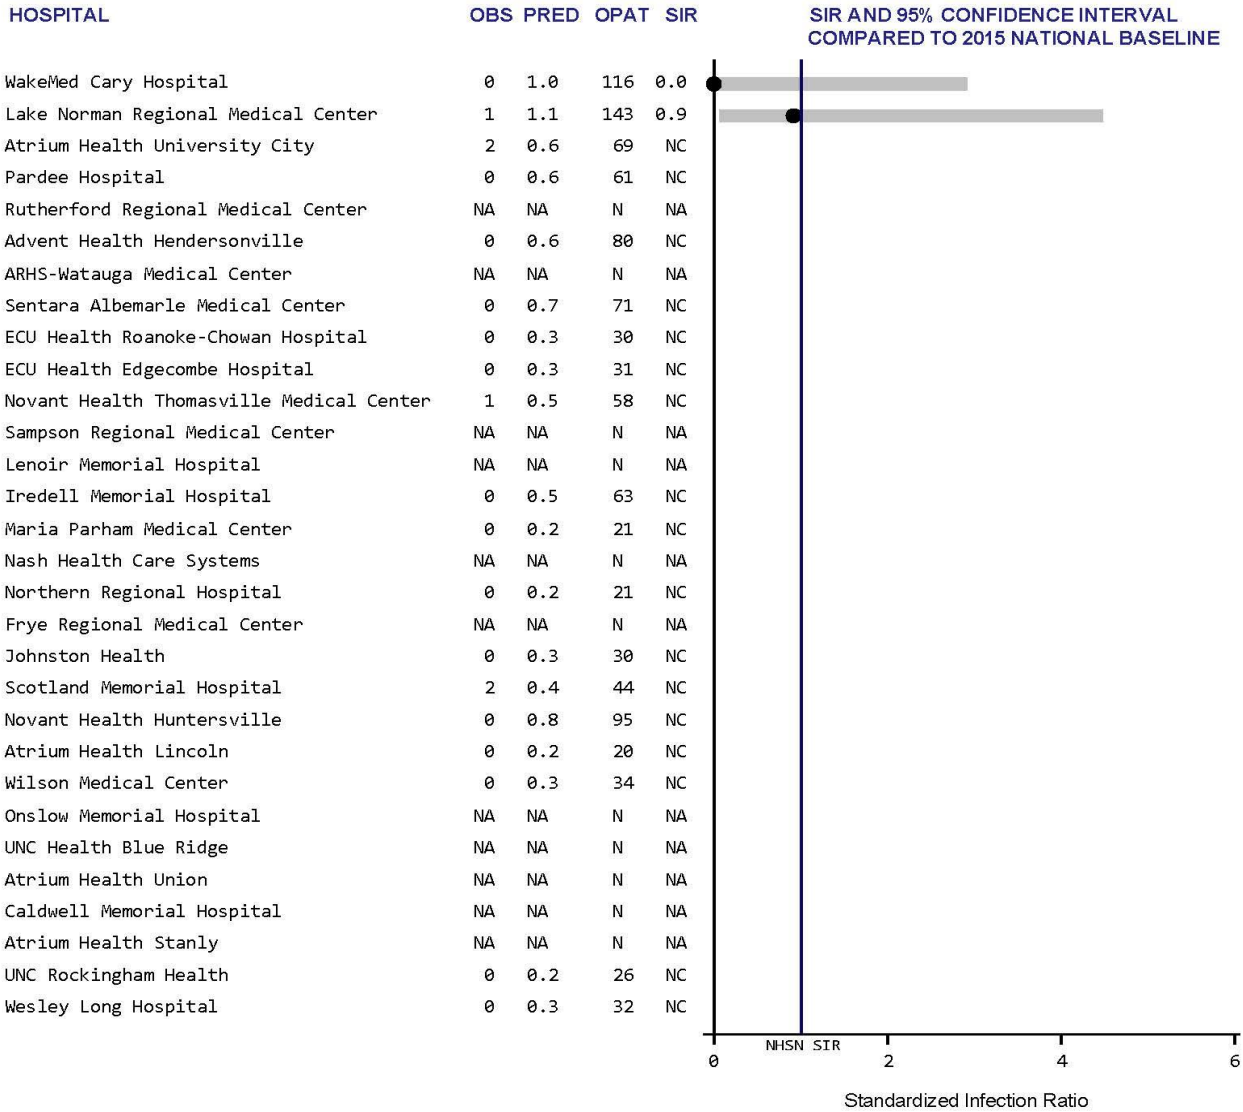 HOSPITAL OBS PRED OPAT SIR SIR AND 95% CONFIDENCE INTERVAL
COMPARED TO 2015 NATIONAL BASELINE
WakeMed Cary Hospital 0 1.0 116 0.0
Lake Norman Regional Medical Center 1 1.1 143 0.9
Atrium Health University City 2 0.6 69 NC
Pardee Hospital 0 0.6 61 NC
Rutherford Regional Medical Center NA NA N NA
Advent Health Hendersonville 0 0.6 80 NC
ARHS-Watauga Medical Center NA NA N NA
Sentara Albemarle Medical Center 0 0.7 71 NC
ECU Health Roanoke-Chowan Hospital 0 0.3 30 NC
ECU Health Edgecombe Hospital 0 0.3 31 NC
Novant Health Thomasville Medical Center 1 0.5 58 NC
Sampson Regional Medical Center NA NA N NA
Lenoir Memorial Hospital NA NA N NA
Iredell Memorial Hospital 0 0.5 63 NC
Maria Parham Medical Center 0 0.2 21 NC
Nash Health Care Systems NA NA N NA
Northern Regional Hospital 0 0.2 21 NC
Frye Regional Medical Center NA NA N NA
Johnston Health 0 0.3 30 NC
Scotland Memorial Hospital 2 0.4 44 NC
Novant Health Huntersville 0 0.8 95 NC
Atrium Health Lincoln 0 0.2 20 NC
Wilson Medical Center 0 0.3 34 NC
Onslow Memorial Hospital NA NA N NA
UNC Health Blue Ridge NA NA N NA
Atrium Health Union NA NA N NA
Caldwell Memorial Hospital NA NA N NA
Atrium Health Stanly NA NA N NA
UNC Rockingham Health 0 0.2 26 NC
Wesley Long Hospital 0 0.3 32 NC
NHSN SIR
0 2 4 6
Standardized Infection Ratio